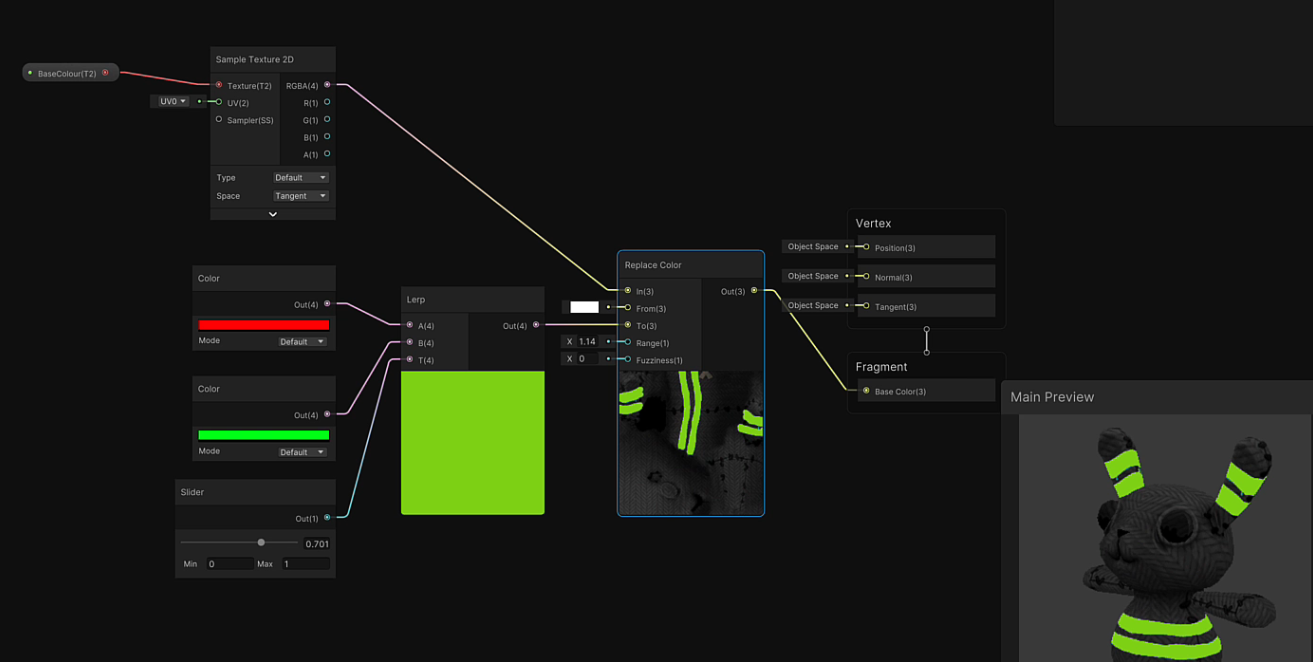 BaseColour(T2)
UV0
Sample Texture 2D
Texture(T2)
RGBA(4)
UV(2)
R(1)
Sampler(SS)
G(1)
B(1)
A(1)
Type
Default
Space
Tangent
Color
Out(4)
Mode
Default
Color
Out(4)
Mode
Default
Slider
Out(1)
0.701
Min
0
Max
1
Lerp
A(4)
Out(4)
B(4)
T(4)
Replace Color
In(3)
Out(3)
From(3)
To(3)
X 1.14
Range(1)
X 0
Fuzziness(1)
Vertex
Object Space
Position(3)
Object Space
Normal(3)
Object Space
Tangent(3)
Fragment
Base Color(3)
Main Preview